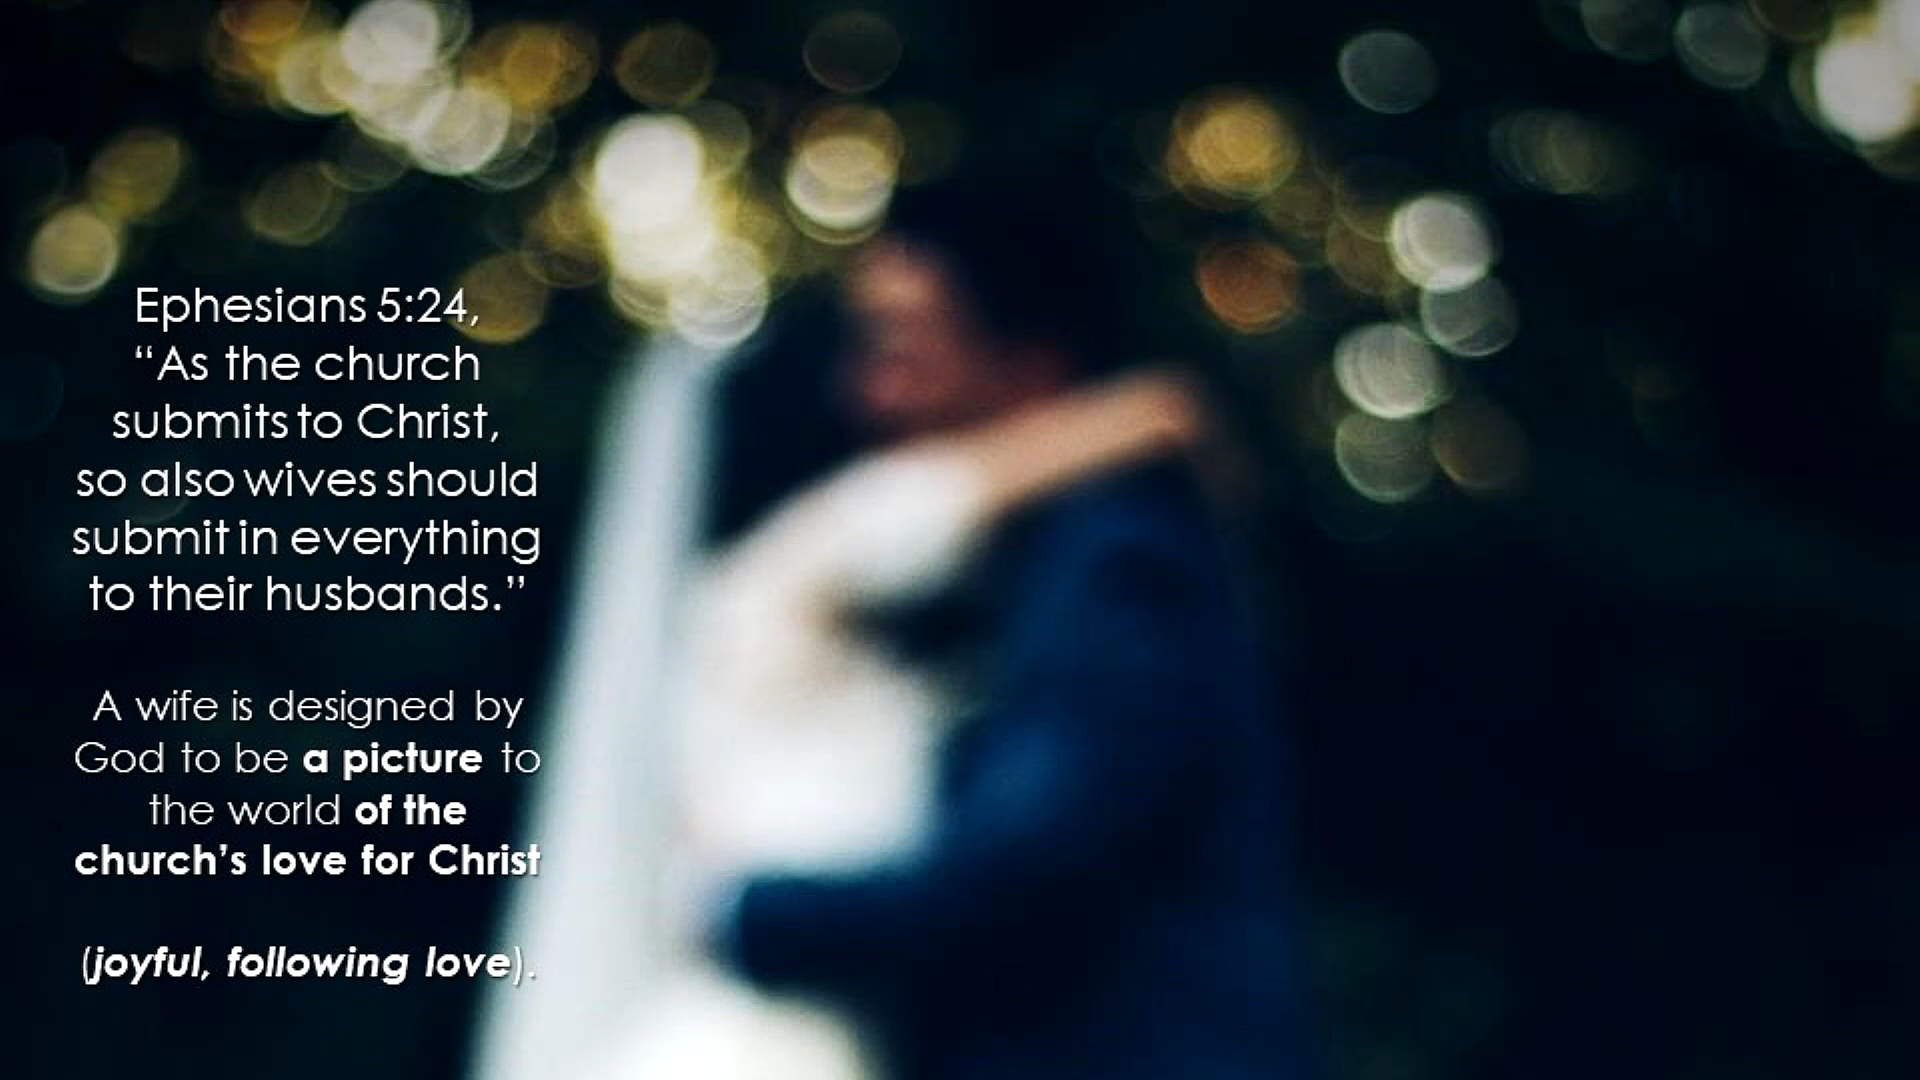 Ephesians 5:24,
“As the church
submits to Christ,
so also wives should
submit in everything
to their husbands.”
A wife is designed by
God to be a picture to
the world of the
church’s love for Christ
(joyful, following love).